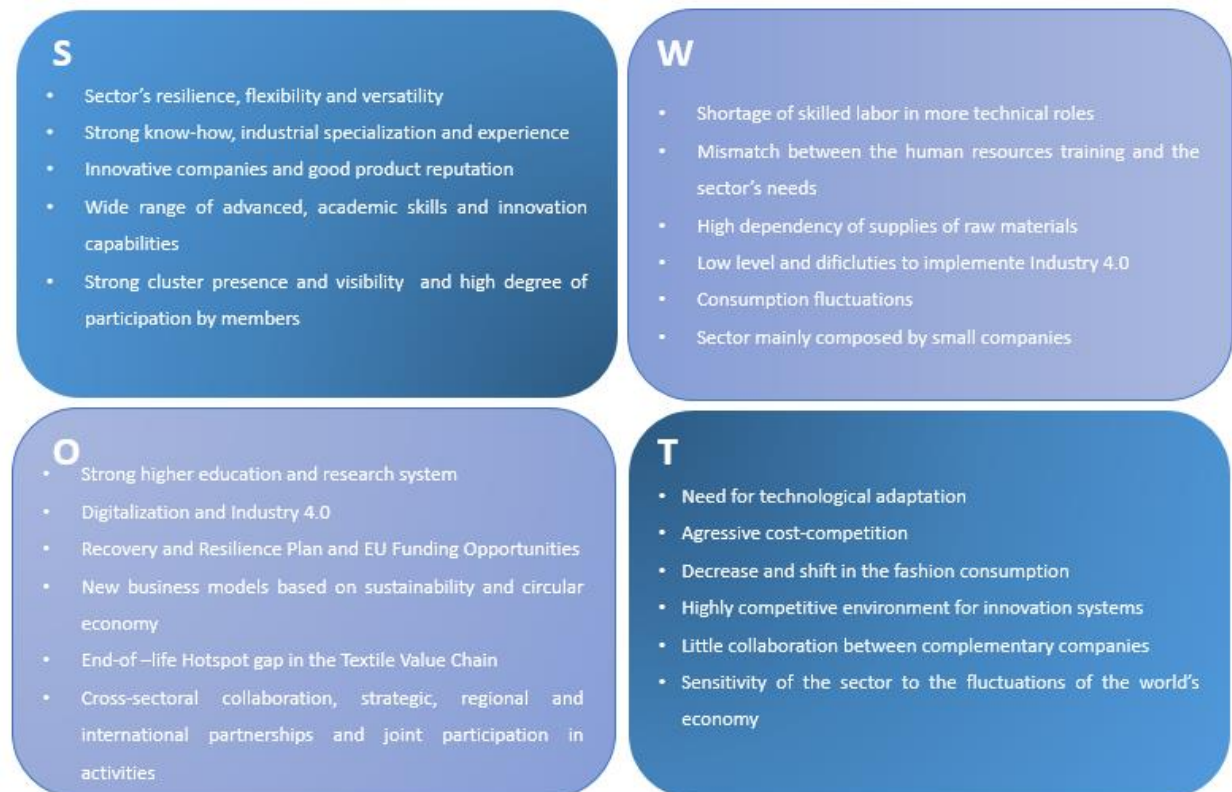 S
• Sector's resilience, flexibility and versatility
• Strong know-how, industrial specialization and experience
• Innovative companies and good product reputation
• Wide range of advanced, academic skills and innovation
capabilities
• Strong cluster presence and visibility and high degree of
participation by members
W
• Shortage of skilled labor in more technical roles
• Mismatch between the human resources training and the
sector's needs
• High dependency of supplies of raw materials
• Low level and dificluties to implemente Industry 4.0
• Consumption fluctuations
• Sector mainly composed by small companies
O
• Strong higher education and research system
• Digitalization and Industry 4.0
• Recovery and Resilience Plan and EU Funding Opportunities
• New business models based on sustainability and circular
economy
• End-of –life Hotspot gap in the Textile Value Chain
• Cross-sectoral collaboration, strategic, regional and
international partnerships and joint participation in
activities
T
• Need for technological adaptation
• Agressive cost-competition
• Decrease and shift in the fashion consumption
• Highly competitive environment for innovation systems
• Little collaboration between complementary companies
• Sensitivity of the sector to the fluctuations of the world's
economy